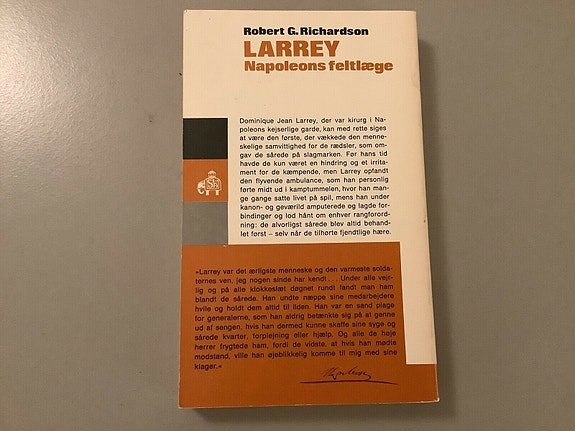 Robert G. Richardson
LARREY
Napoleons feltlæge
Dominique Jean Larrey, der var kirurg i Na-
poleons kejserlige garde, kan med rette siges
at være den første, der vækkede den menne-
skelige samvittighed for de rædsler, som om-
gav de sårede på slagmarken. Før hans tid
havde de kun været en hindring og et irrita-
ment for de kæmpende, men Larrey opfandt
den flyvende ambulance, som han personlig
førte midt ud i kamptummelen, hvor han man-
ge gange satte livet på spil, mens han under
kanon- og geværild amputerede og lagde for-
bindinger og lod hånt om enhver rangforord-
ning: de alvorligst sårede blev altid behand-
let først – selv når de tilhørte fjendtlige hære.
»Larrey var det ærligste menneske og den varmeste solda-
ternes ven, jeg nogen sinde har kendt... Under alle vejr-
lig og på alle klokkeslæt døgnet rundt fandt man ham
blandt de sårede. Han undte næppe sine medarbejdere
hvile og holdt dem altid til ilden. Han var en sand plage
for generalerne, som han aldrig betænkte sig på at genne
ud af sengen, hvis han dermed kunne skaffe sine syge og
sårede kvarter, forplejning eller hjælp. Og alle de høje
herrer frygtede ham, fordi de vidste, at hvis han mødte
modstand, ville han øjeblikkelig komme til mig med sine
klager.»